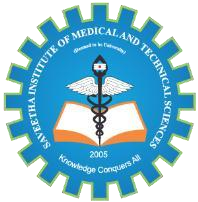 SAVEETHA INSTITUTE OF MEDICAL AND TECHNICAL SCIENCES
(Deemed to be University)
2005
Knowledge Conquers All